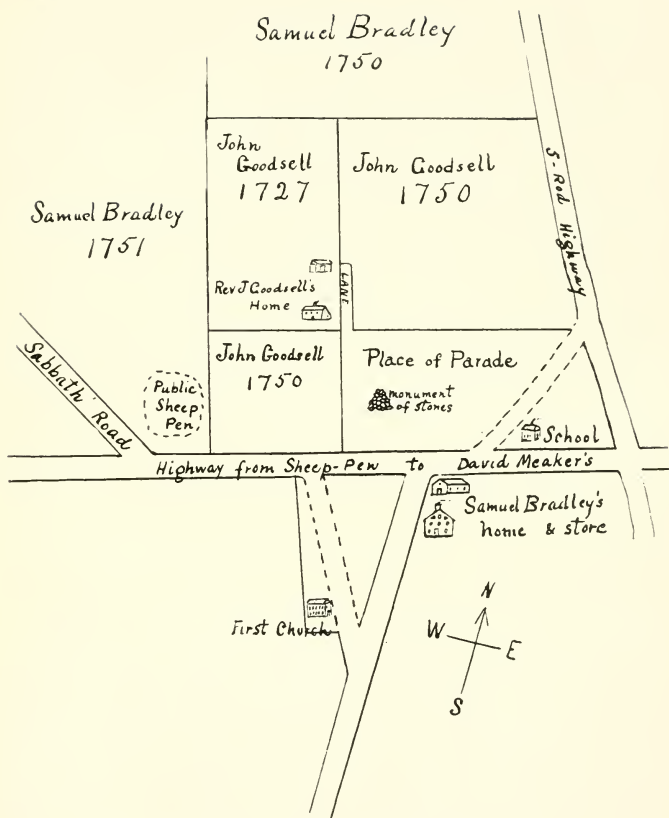 Samuel Bradley
1750
John
Goodsell
1727
John Goodsell
1750
5-Rod Highway
Samuel Bradley
1751
Rev J Goodsell's
Home
LANE
John Goodsell
1750
Place of Parade
monument
of stones
Sabbath Road
Public
Sheep
Pen
School
Highway from Sheep-Pen to David Meaker's
Samuel Bradley's
home & store
First Church
N
W
E
S